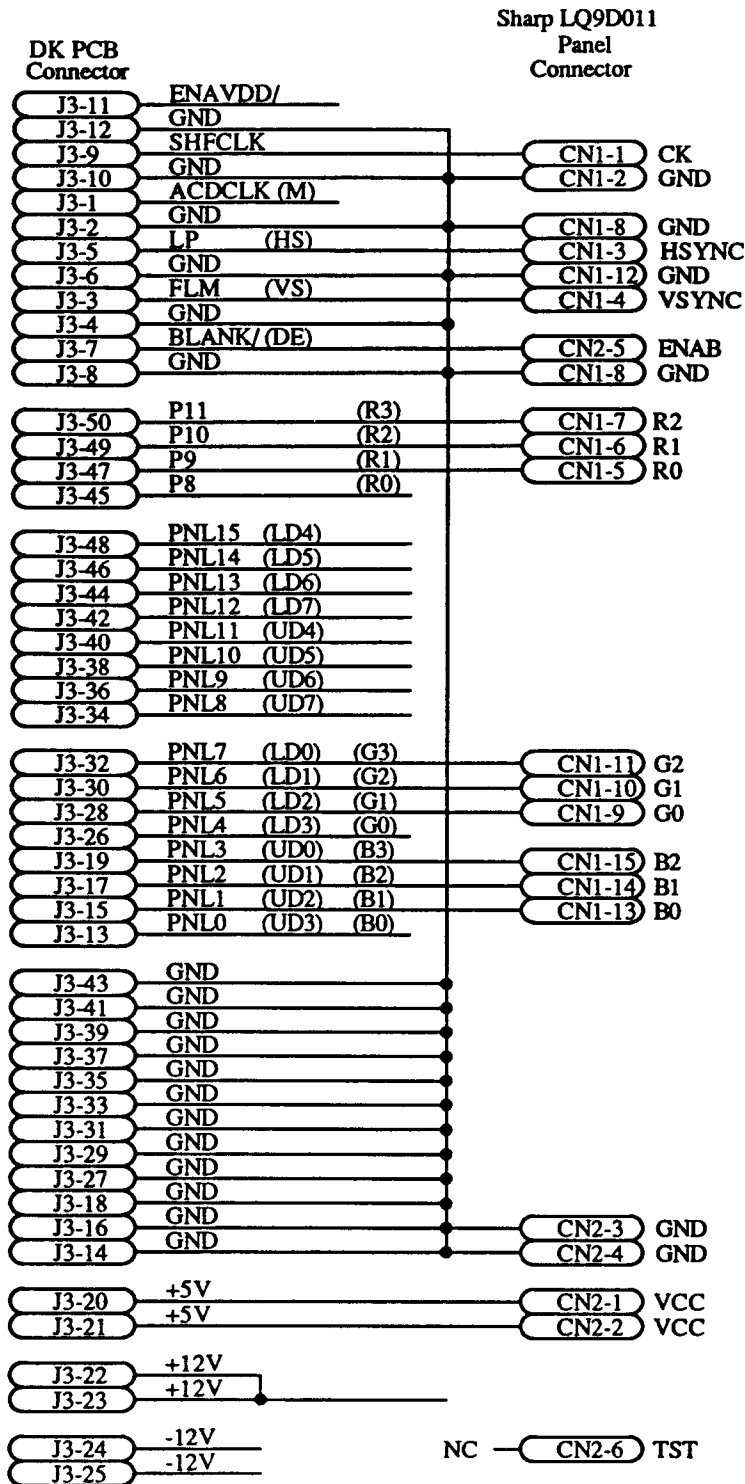 Sharp LQ9D011
Panel
Connector
DK PCB
Connector
J3-11 ENAVDD/
J3-12 GND
J3-9 SHFCLK CN1-1 CK
J3-10 GND CN1-2 GND
J3-1 ACDCLK (M)
J3-2 GND CN1-8 GND
J3-5 LP (HS) CN1-3 HSYNC
J3-6 GND CN1-12 GND
J3-3 FLM (VS) CN1-4 VSYNC
J3-4 GND
J3-7 BLANK/ (DE) CN2-5 ENAB
J3-8 GND CN1-8 GND
J3-50 P11 (R3) CN1-7 R2
J3-49 P10 (R2) CN1-6 R1
J3-47 P9 (R1) CN1-5 R0
J3-45 P8 (R0)
J3-48 PNL15 (LD4)
J3-46 PNL14 (LD5)
J3-44 PNL13 (LD6)
J3-42 PNL12 (LD7)
J3-40 PNL11 (UD4)
J3-38 PNL10 (UD5)
J3-36 PNL9 (UD6)
J3-34 PNL8 (UD7)
J3-32 PNL7 (LD0) (G3) CN1-11 G2
J3-30 PNL6 (LD1) (G2) CN1-10 G1
J3-28 PNL5 (LD2) (G1) CN1-9 G0
J3-26 PNL4 (LD3) (G0)
J3-19 PNL3 (UD0) (B3) CN1-15 B2
J3-17 PNL2 (UD1) (B2) CN1-14 B1
J3-15 PNL1 (UD2) (B1) CN1-13 B0
J3-13 PNL0 (UD3) (B0)
J3-43 GND
J3-41 GND
J3-39 GND
J3-37 GND
J3-35 GND
J3-33 GND
J3-31 GND
J3-29 GND
J3-27 GND
J3-18 GND
J3-16 GND CN2-3 GND
J3-14 GND CN2-4 GND
J3-20 +5V CN2-1 VCC
J3-21 +5V CN2-2 VCC
J3-22 +12V
J3-23 +12V
J3-24 -12V NC CN2-6 TST
J3-25 -12V